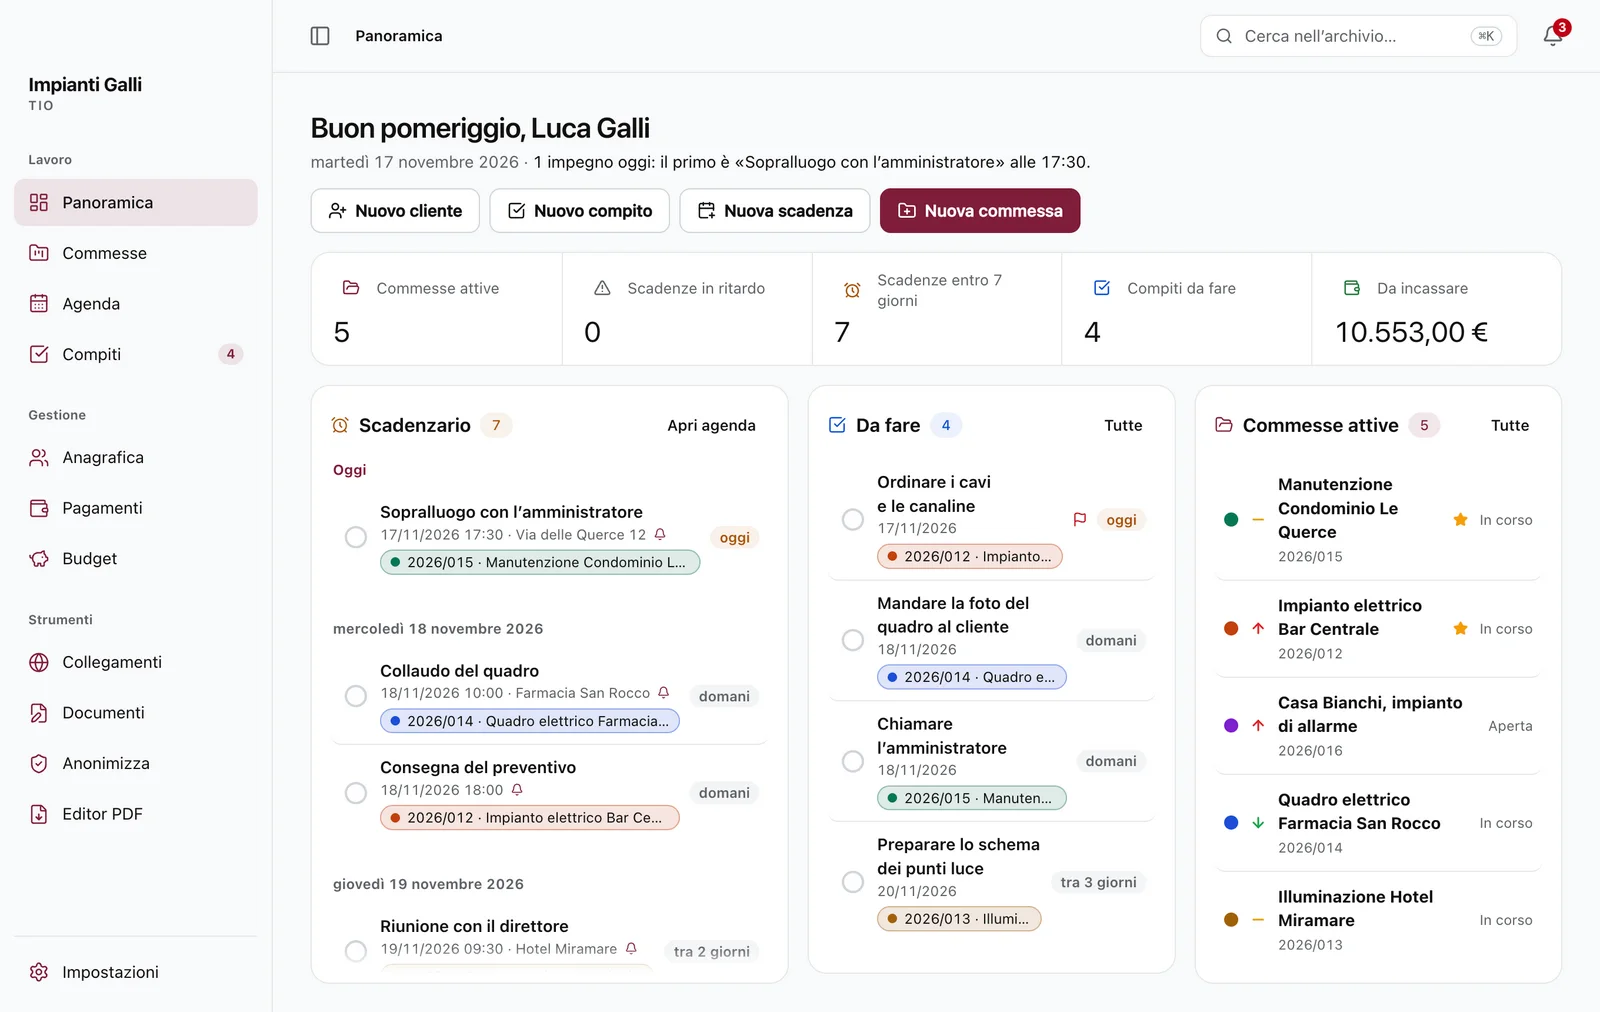 Impianti Galli
TIO
Lavoro
Panoramica
Commesse
Agenda
Compiti
4
Gestione
Anagrafica
Pagamenti
Budget
Strumenti
Collegamenti
Documenti
Anonimizza
Editor PDF
Impostazioni
Panoramica
Cerca nell’archivio...
⌘K
3
Buon pomeriggio, Luca Galli
martedì 17 novembre 2026 · 1 impegno oggi: il primo è «Sopralluogo con l’amministratore» alle 17:30.
Nuovo cliente
Nuovo compito
Nuova scadenza
Nuova commessa
Commesse attive
5
Scadenze in ritardo
0
Scadenze entro 7
giorni
7
Compiti da fare
4
Da incassare
10.553,00 €
Scadenzario 7
Apri agenda
Oggi
Sopralluogo con l’amministratore
17/11/2026 17:30 · Via delle Querce 12
oggi
2026/015 · Manutenzione Condominio L...
mercoledì 18 novembre 2026
Collaudo del quadro
18/11/2026 10:00 · Farmacia San Rocco
domani
2026/014 · Quadro elettrico Farmacia...
Consegna del preventivo
18/11/2026 18:00
domani
2026/012 · Impianto elettrico Bar Ce...
giovedì 19 novembre 2026
Riunione con il direttore
19/11/2026 09:30 · Hotel Miramare
tra 2 giorni
Da fare 4
Tutte
Ordinare i cavi
e le canaline
17/11/2026
oggi
2026/012 · Impianto...
Mandare la foto del
quadro al cliente
18/11/2026
domani
2026/014 · Quadro e...
Chiamare
l’amministratore
18/11/2026
domani
2026/015 · Manuten...
Preparare lo schema
dei punti luce
20/11/2026
tra 3 giorni
2026/013 · Illumi...
Commesse attive 5
Tutte
Manutenzione
Condominio Le
Querce
2026/015
In corso
Impianto elettrico
Bar Centrale
2026/012
In corso
Casa Bianchi, impianto
di allarme
2026/016
Aperta
Quadro elettrico
Farmacia San Rocco
2026/014
In corso
Illuminazione Hotel
Miramare
2026/013
In corso